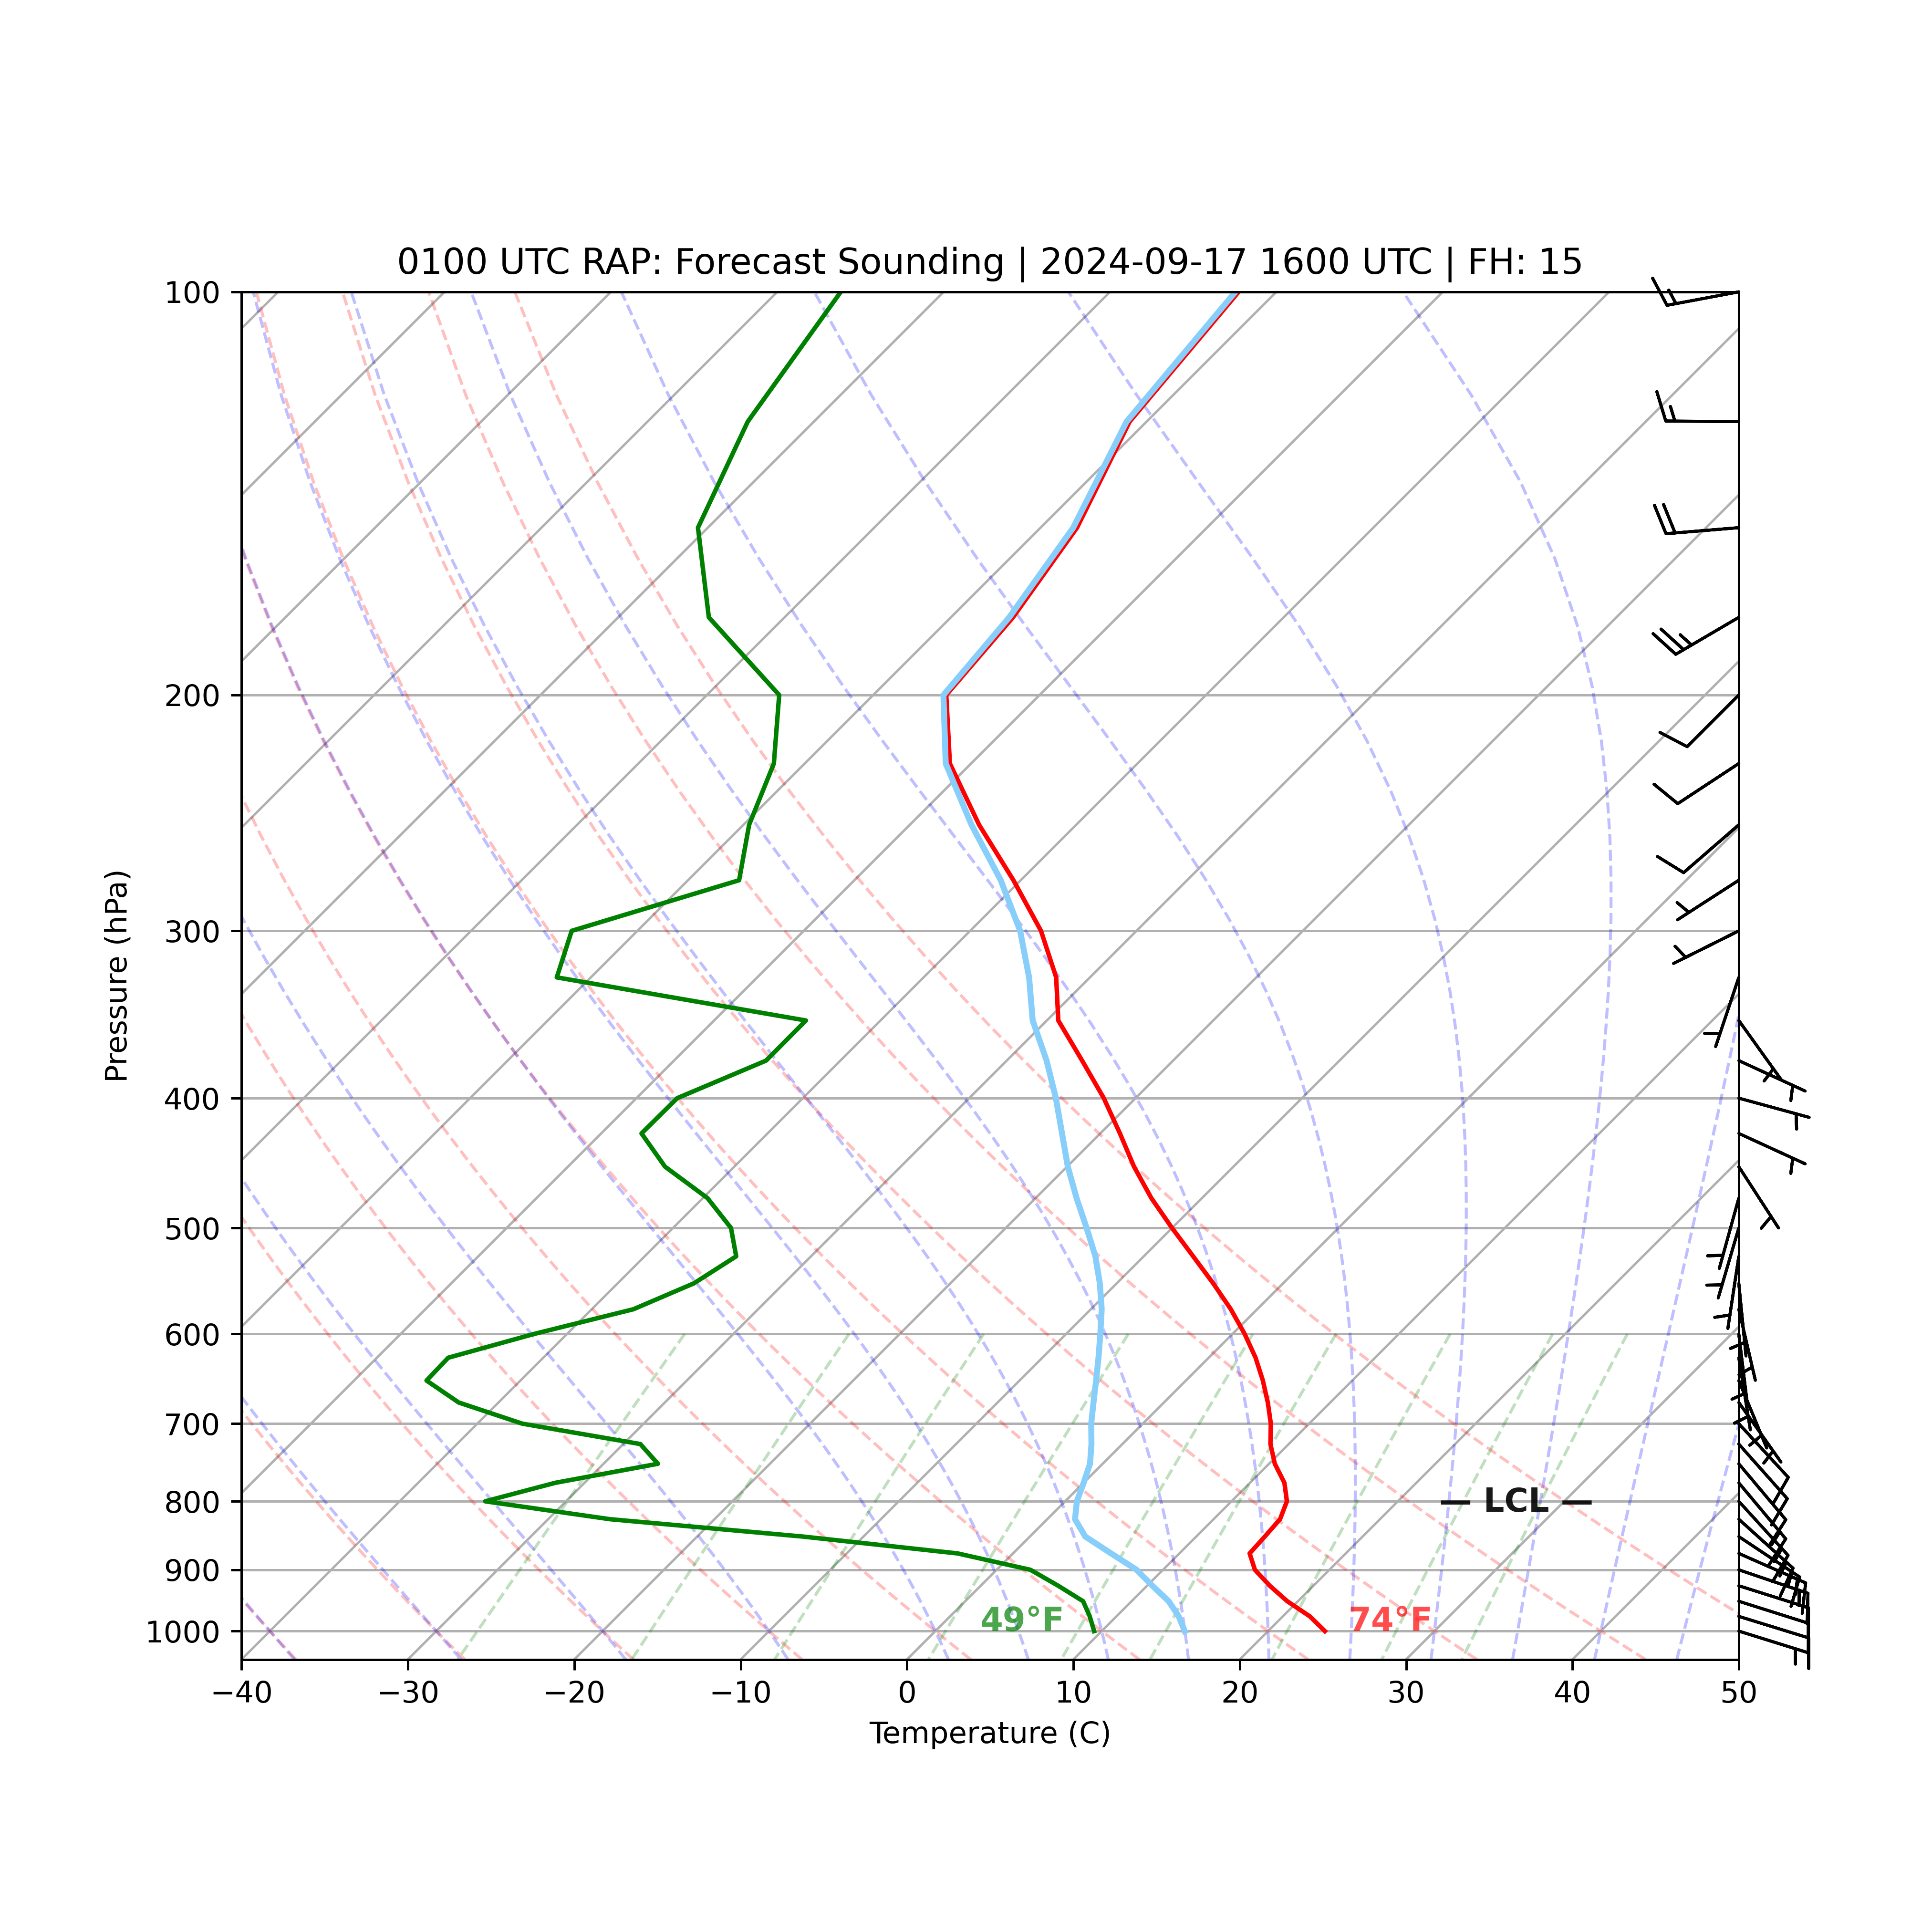 0100 UTC RAP: Forecast Sounding | 2024-09-17 1600 UTC | FH: 15
100
200
300
400
500
600
700
800
900
1000
Pressure (hPa)
— LCL —
49°F
74°F
−40 −30 −20 −10 0 10 20 30 40 50
Temperature (C)